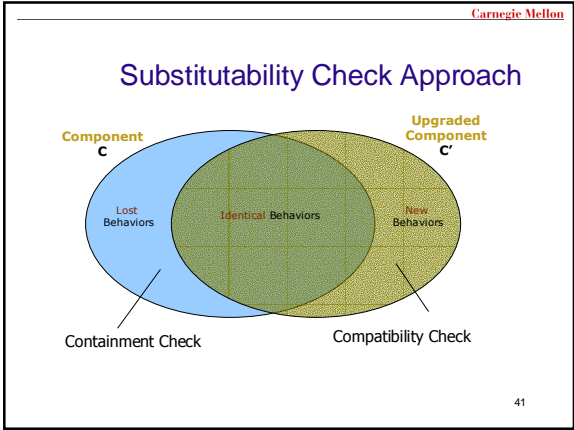 Carnegie Mellon
Substitutability Check Approach
Component
C
Upgraded
Component
C'
Lost
Behaviors
Identical Behaviors
New
Behaviors
Containment Check
Compatibility Check
41